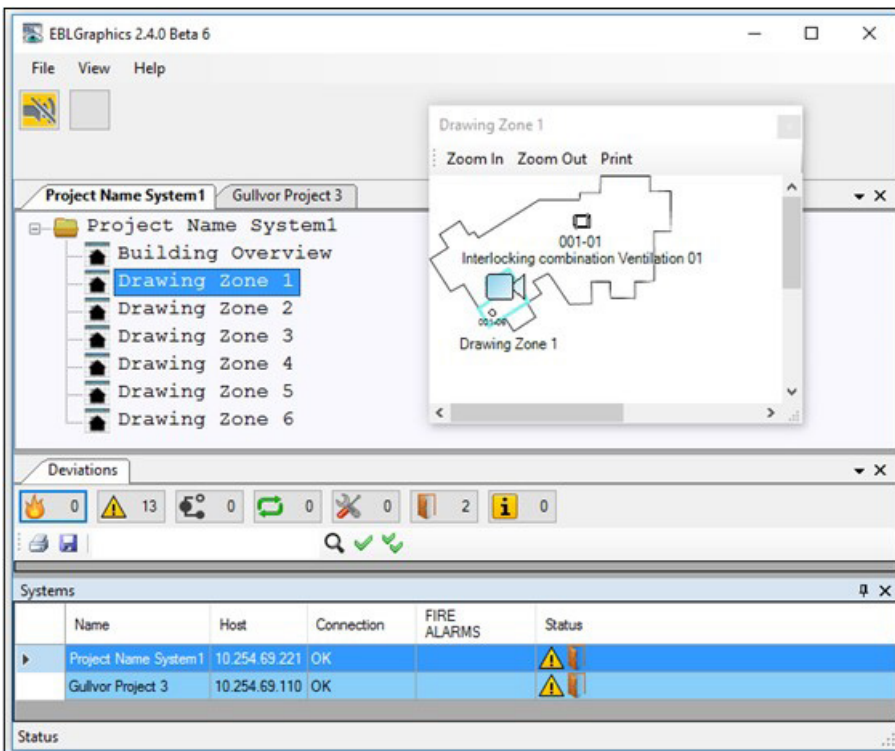 EBLGraphics 2.4.0 Beta 6
File View Help
Drawing Zone 1
Zoom In Zoom Out Print
Project Name System1 Gullvor Project 3
Project Name System1
Building Overview
Drawing Zone 1
Drawing Zone 2
Drawing Zone 3
Drawing Zone 4
Drawing Zone 5
Drawing Zone 6
001-01
Interlocking combination Ventilation 01
Drawing Zone 1
Deviations
0 13 0 0 0 2 0
Systems
Name Host Connection FIRE ALARMS Status
Project Name System1 10.254.69.221 OK
Gullvor Project 3 10.254.69.110 OK
Status